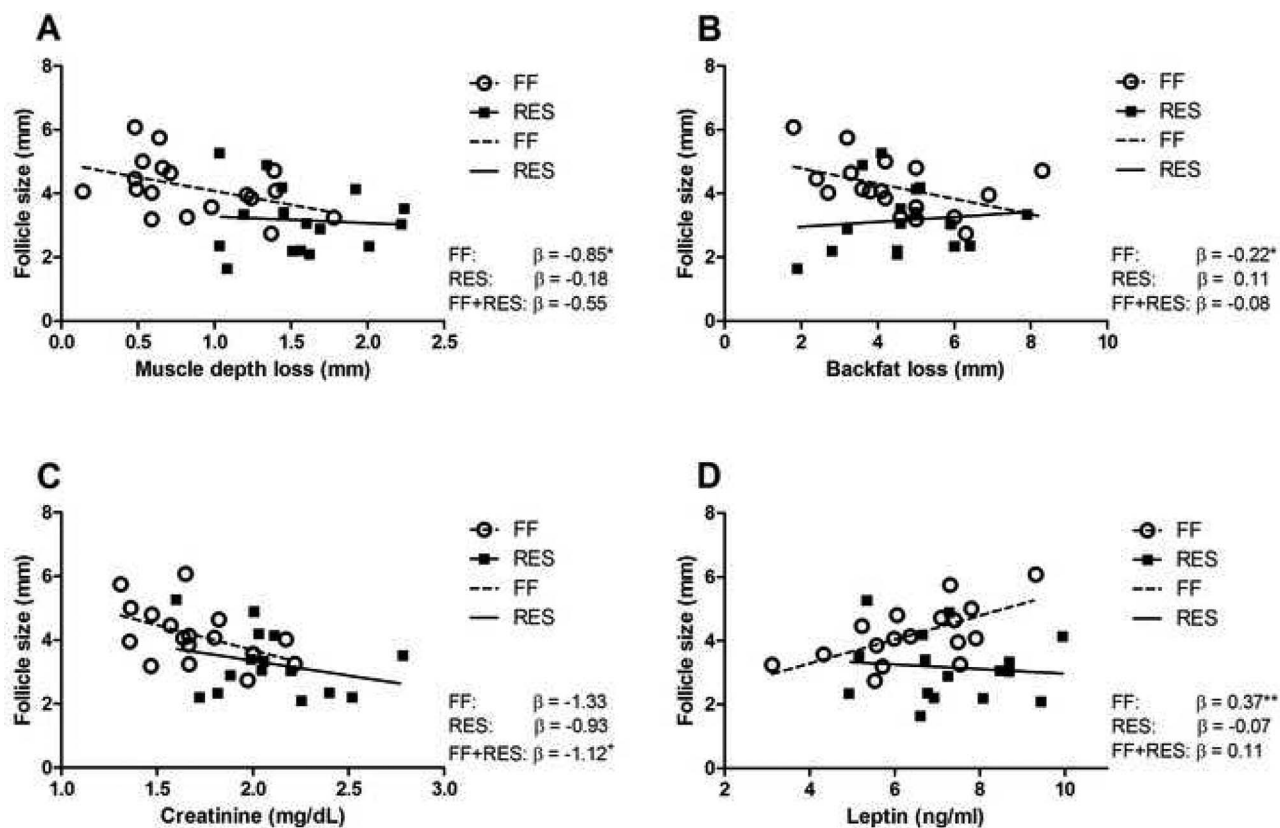 A
8
6
4
2
0
Follicle size (mm)
0.0 0.5 1.0 1.5 2.0 2.5
Muscle depth loss (mm)
FF
RES
FF
RES
FF: β = -0.85*
RES: β = -0.18
FF+RES: β = -0.55
B
8
6
4
2
0
Follicle size (mm)
2 4 6 8 10
Backfat loss (mm)
FF
RES
FF
RES
FF: β = -0.22*
RES: β = 0.11
FF+RES: β = -0.08
C
8
6
4
2
0
Follicle size (mm)
1.0 1.5 2.0 2.5 3.0
Creatinine (mg/dL)
FF
RES
FF
RES
FF: β = -1.33
RES: β = -0.93
FF+RES: β = -1.12*
D
8
6
4
2
0
Follicle size (mm)
2 4 6 8 10
Leptin (ng/ml)
FF
RES
FF
RES
FF: β = 0.37**
RES: β = -0.07
FF+RES: β = 0.11